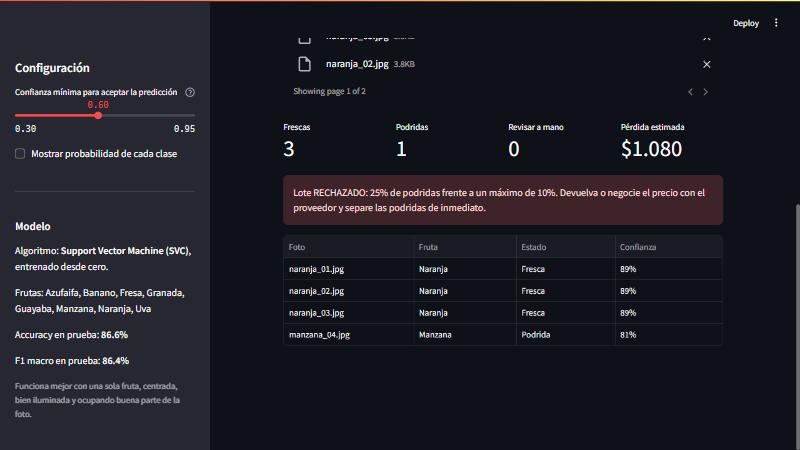 Deploy
Configuración
Confianza mínima para aceptar la predicción
0.60
0.30 0.95
Mostrar probabilidad de cada clase
Modelo
Algoritmo: Support Vector Machine (SVC),
entrenado desde cero.
Frutas: Azufaifa, Banano, Fresa, Granada,
Guayaba, Manzana, Naranja, Uva
Accuracy en prueba: 86.6%
F1 macro en prueba: 86.4%
Funciona mejor con una sola fruta, centrada,
bien iluminada y ocupando buena parte de la
foto.
naranja_02.jpg 3.8KB
Showing page 1 of 2
Frescas Podridas Revisar a mano Pérdida estimada
3 1 0 $1.080
Lote RECHAZADO: 25% de podridas frente a un máximo de 10%. Devuelva o negocie el precio con el
proveedor y separe las podridas de inmediato.
Foto Fruta Estado Confianza
naranja_01.jpg Naranja Fresca 89%
naranja_02.jpg Naranja Fresca 89%
naranja_03.jpg Naranja Fresca 89%
manzana_04.jpg Manzana Podrida 81%